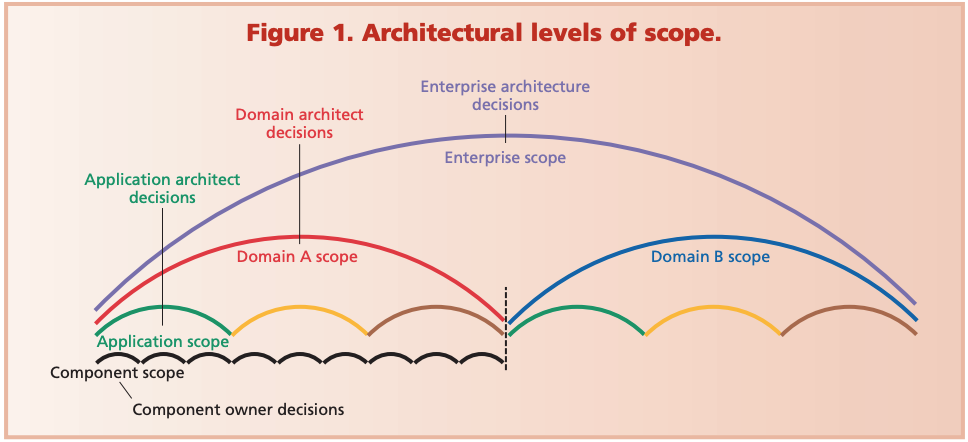 Figure 1. Architectural levels of scope.
Enterprise architecture
decisions
Domain architect
decisions
Enterprise scope
Application architect
decisions
Domain A scope
Domain B scope
Application scope
Component scope
Component owner decisions